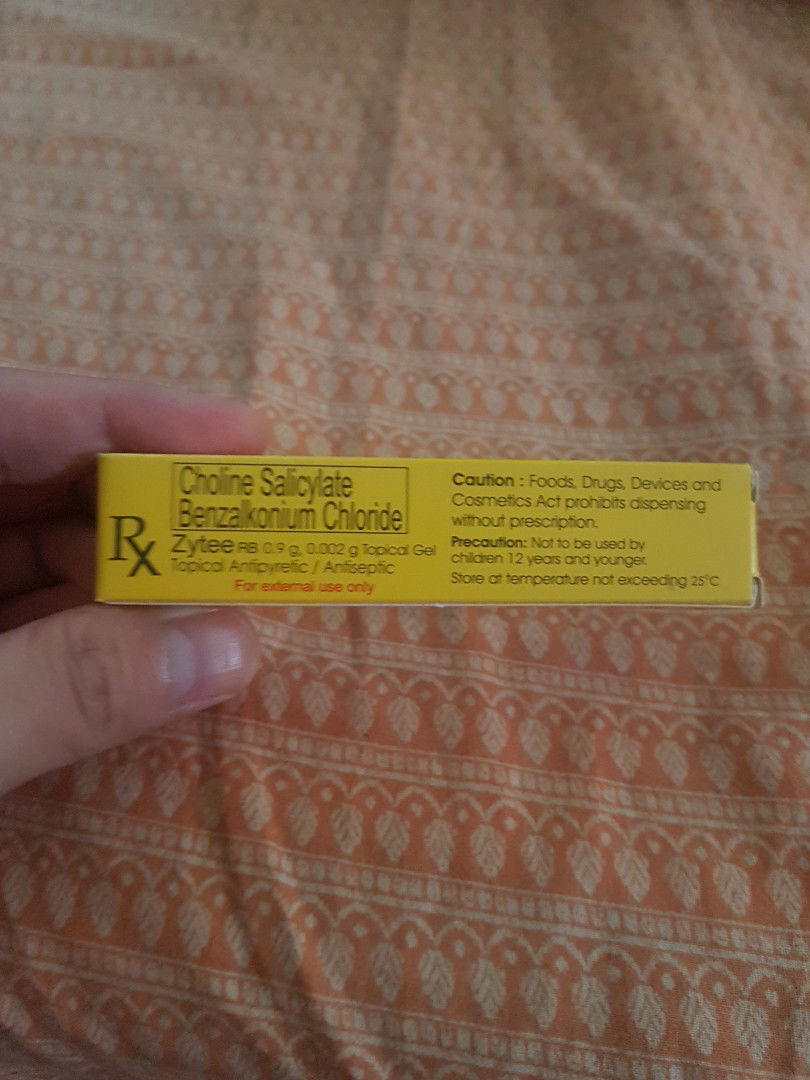 Choline Salicylate
Benzalkonium Chloride
Rx
Zytee RB 0.9 g, 0.002 g Topical Gel
Topical Antipyretic / Antiseptic
For external use only
Caution : Foods, Drugs, Devices and
Cosmetics Act prohibits dispensing
without prescription.
Precaution: Not to be used by
children 12 years and younger.
Store at temperature not exceeding 25°C